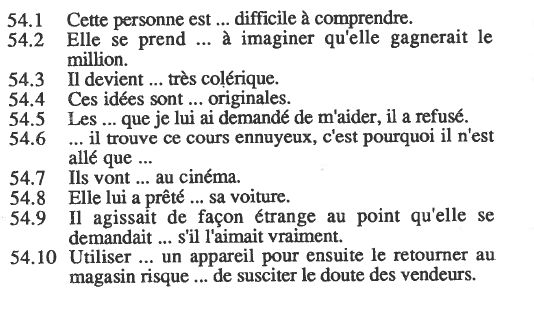 54.1 Cette personne est ... difficile à comprendre.
54.2 Elle se prend ... à imaginer qu'elle gagnerait le
million.
54.3 Il devient ... très colérique.
54.4 Ces idées sont ... originales.
54.5 Les ... que je lui ai demandé de m'aider, il a refusé.
54.6 ... il trouve ce cours ennuyeux, c'est pourquoi il n'est
allé que ...
54.7 Ils vont ... au cinéma.
54.8 Elle lui a prêté ... sa voiture.
54.9 Il agissait de façon étrange au point qu'elle se
demandait ... s'il l'aimait vraiment.
54.10 Utiliser ... un appareil pour ensuite le retourner au
magasin risque ... de susciter le doute des vendeurs.